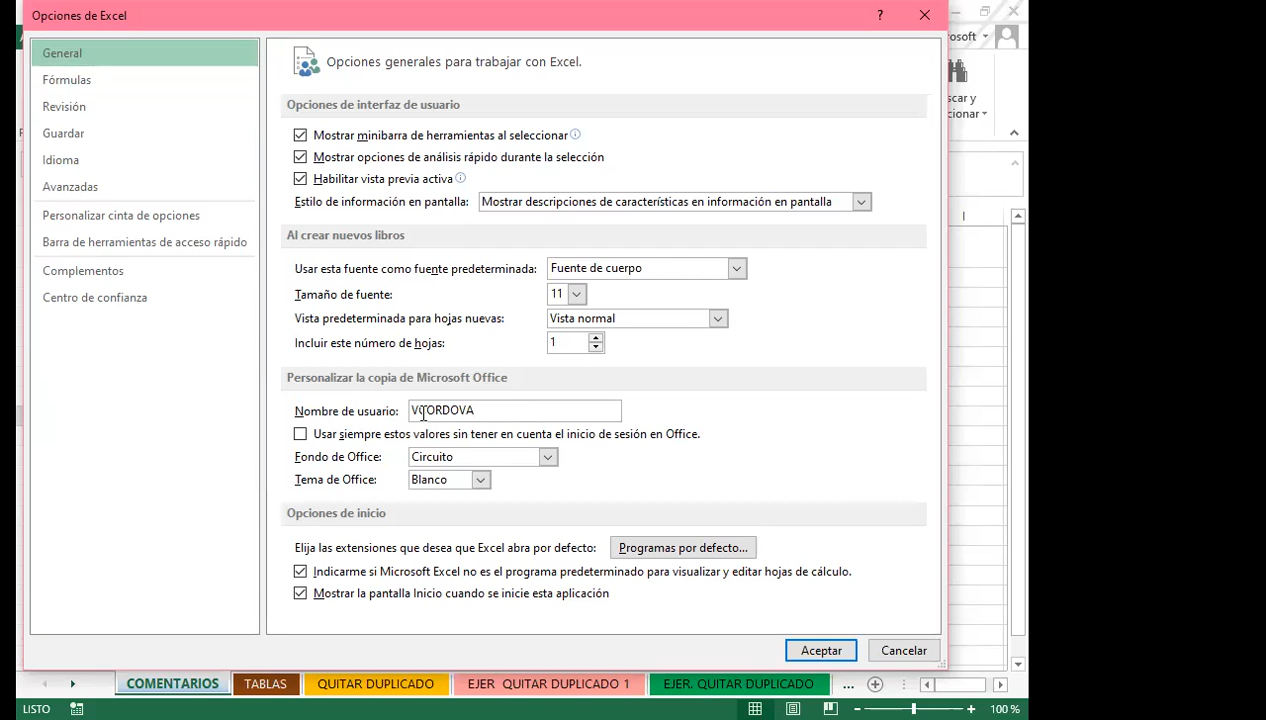 Opciones de Excel
?
General
Fórmulas
Revisión
Guardar
Idioma
Avanzadas
Personalizar cinta de opciones
Barra de herramientas de acceso rápido
Complementos
Centro de confianza
Opciones generales para trabajar con Excel.
Opciones de interfaz de usuario
Mostrar minibarra de herramientas al seleccionar
Mostrar opciones de análisis rápido durante la selección
Habilitar vista previa activa
Estilo de información en pantalla: Mostrar descripciones de características en información en pantalla
Al crear nuevos libros
Usar esta fuente como fuente predeterminada: Fuente de cuerpo
Tamaño de fuente: 11
Vista predeterminada para hojas nuevas: Vista normal
Incluir este número de hojas: 1
Personalizar la copia de Microsoft Office
Nombre de usuario: VCORDOVA
Usar siempre estos valores sin tener en cuenta el inicio de sesión en Office.
Fondo de Office: Circuito
Tema de Office: Blanco
Opciones de inicio
Elija las extensiones que desea que Excel abra por defecto: Programas por defecto...
Indicarme si Microsoft Excel no es el programa predeterminado para visualizar y editar hojas de cálculo.
Mostrar la pantalla Inicio cuando se inicie esta aplicación
Aceptar Cancelar
osoft
scar y
cionar
I
COMENTARIOS TABLAS QUITAR DUPLICADO EJER QUITAR DUPLICADO 1 EJER. QUITAR DUPLICADO ...
LISTO 100 %